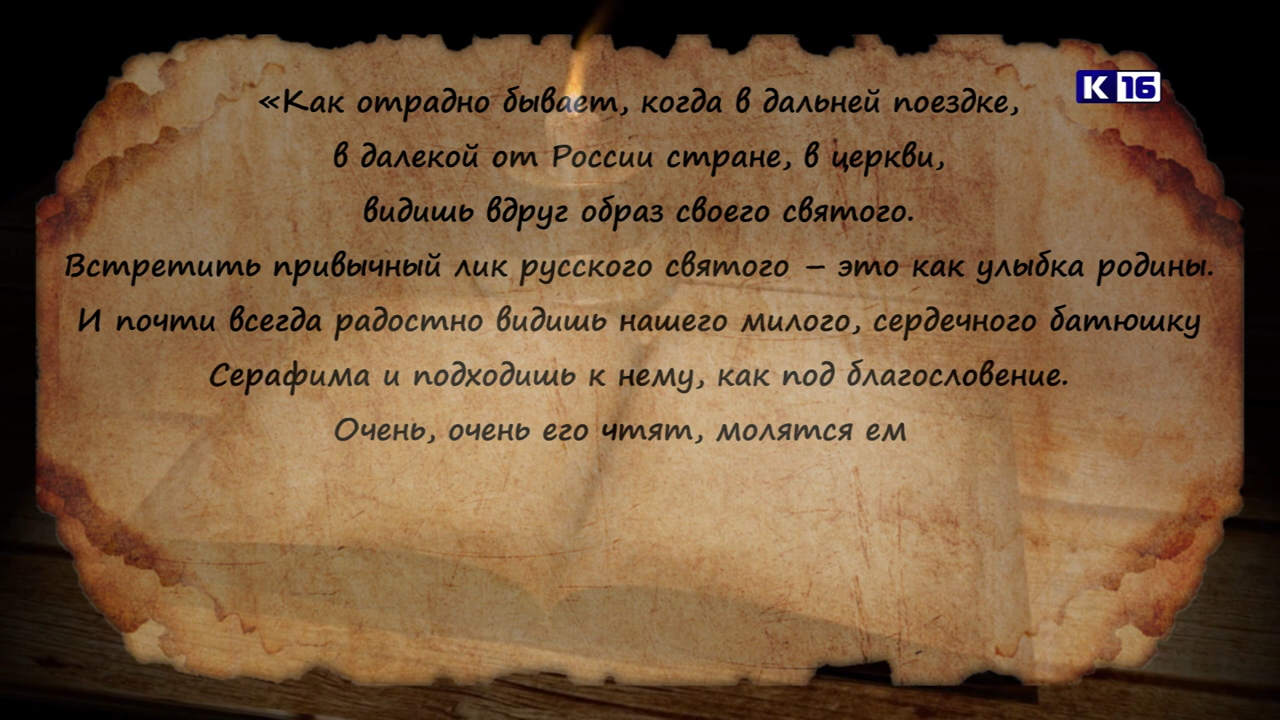 «Как отрадно бывает, когда в дальней поездке,
К 16
в далекой от России стране, в церкви,
видишь вдруг образ своего святого.
Встретить привычный лик русского святого – это как улыбка родины.
И почти всегда радостно видишь нашего милого, сердечного батюшку
Серафима и подходишь к нему, как под благословение.
Очень, очень его чтят, молятся ем